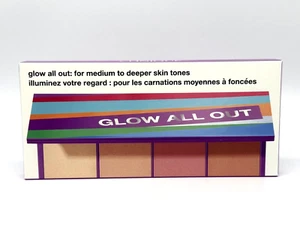 glow all out: for medium to deeper skin tones
illuminez votre regard : pour les carnations moyennes à foncées
GLOW ALL OUT